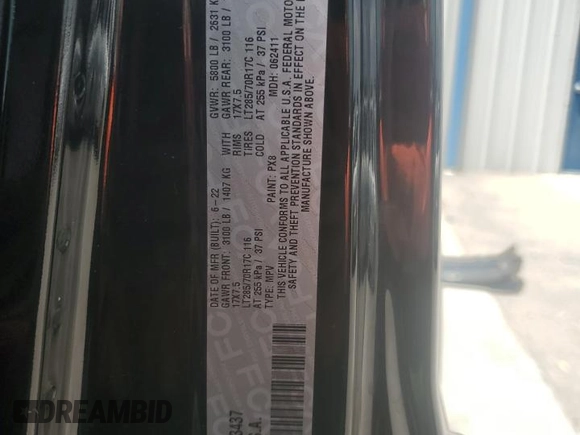 DATE OF MFR (BUILT): 6-22 GVWR: 5800 LB / 2631 K
GAWR FRONT: 3100 LB / 1407 KG WITH GAWR REAR: 3100 LB /
17X7.5 RIMS 17X7.5
LT285/70R17C 116 TIRES LT285/70R17C 116
AT 255 kPa / 37 PSI COLD AT 255 kPa / 37 PSI
TYPE: MPV PAINT: PX8 MDH: 062411
THIS VEHICLE CONFORMS TO ALL APPLICABLE U.S.A. FEDERAL MOTOR
SAFETY AND THEFT PREVENTION STANDARDS IN EFFECT ON THE
MANUFACTURE SHOWN ABOVE.
3437
S.A.
DREAMBID